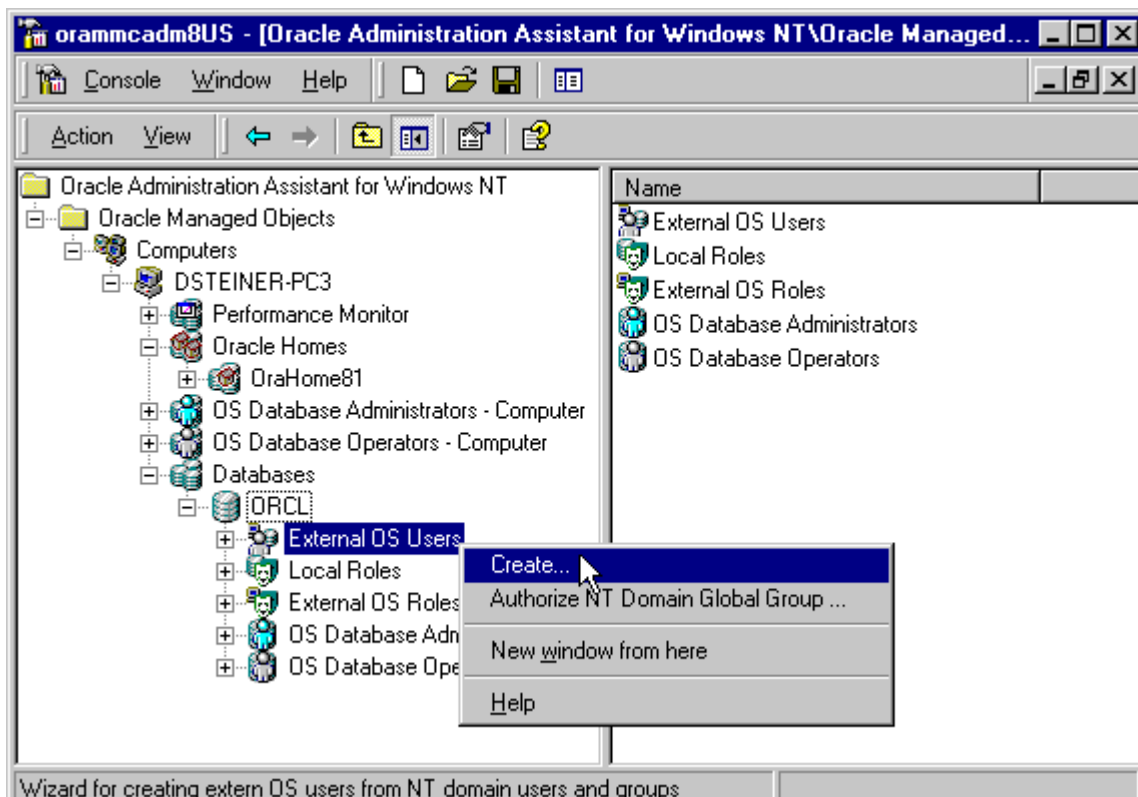 orammcadm8US - [Oracle Administration Assistant for Windows NT\Oracle Managed...
Console Window Help
Action View
Oracle Administration Assistant for Windows NT
Oracle Managed Objects
Computers
DSTEINER-PC3
Performance Monitor
Oracle Homes
OraHome81
OS Database Administrators - Computer
OS Database Operators - Computer
Databases
ORCL
External OS Users
Local Roles
External OS Roles
OS Database Adn
OS Database Ope
Create...
Authorize NT Domain Global Group ...
New window from here
Help
Name
External OS Users
Local Roles
External OS Roles
OS Database Administrators
OS Database Operators
Wizard for creating extern OS users from NT domain users and groups